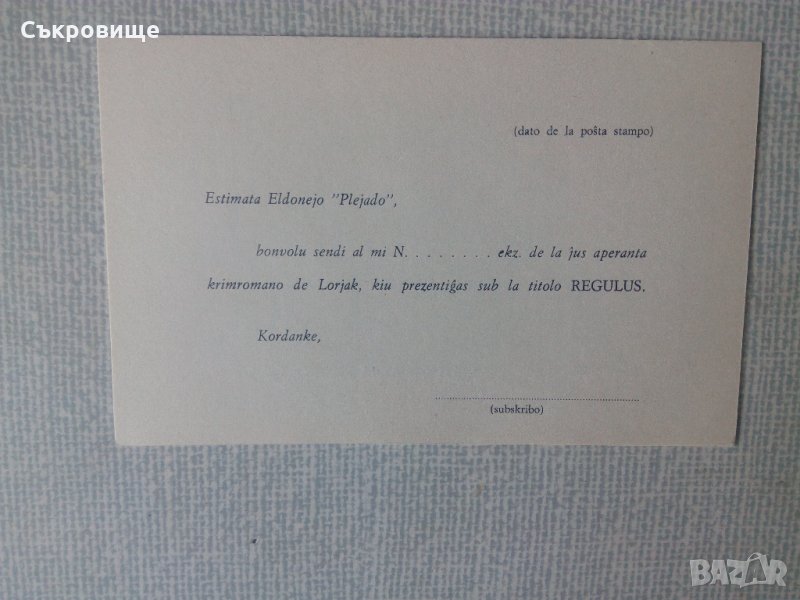 Съкровище
(dato de la poŝta stampo)
Estimata Eldonejo "Plejado",
bonvolu sendi al mi N. . . . . . . . ekz. de la ĵus aperanta
krimromano de Lorjak, kiu prezentiĝas sub la titolo REGULUS.
Kordanke,
(subskribo)
BAZAR